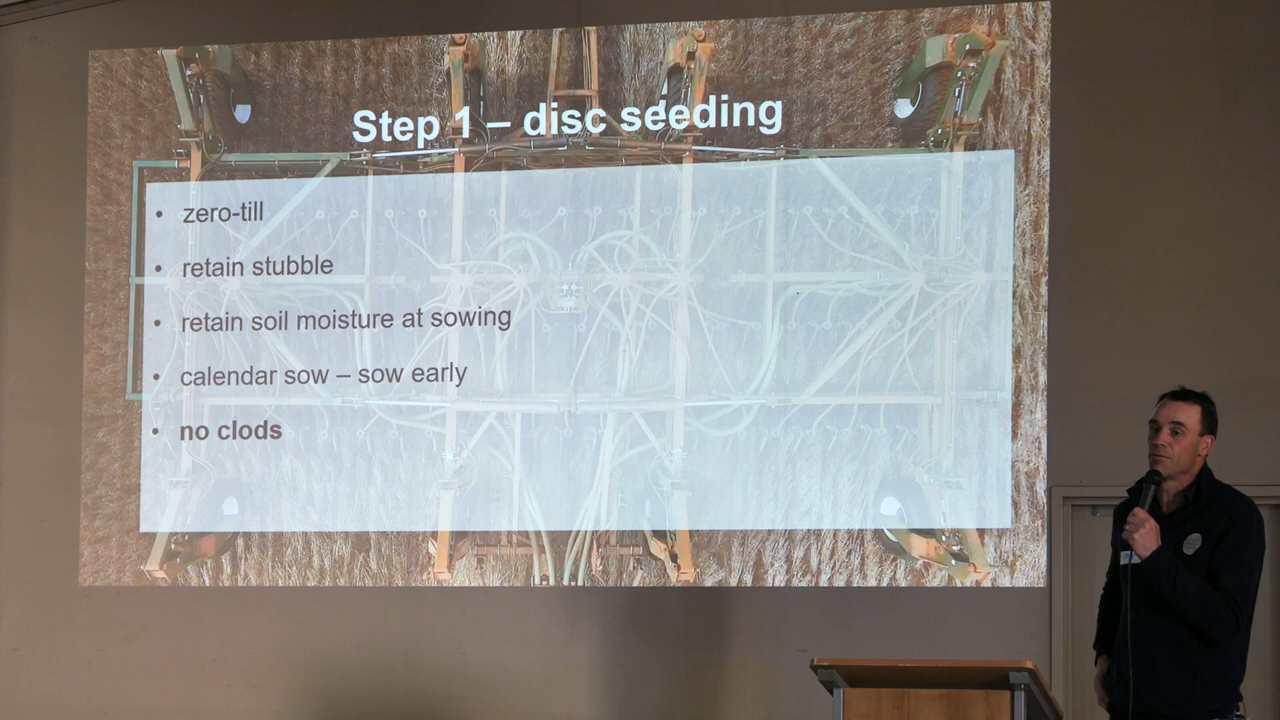 Step 1 – disc seeding
• zero-till
• retain stubble
• retain soil moisture at sowing
• calendar sow – sow early
• no clods